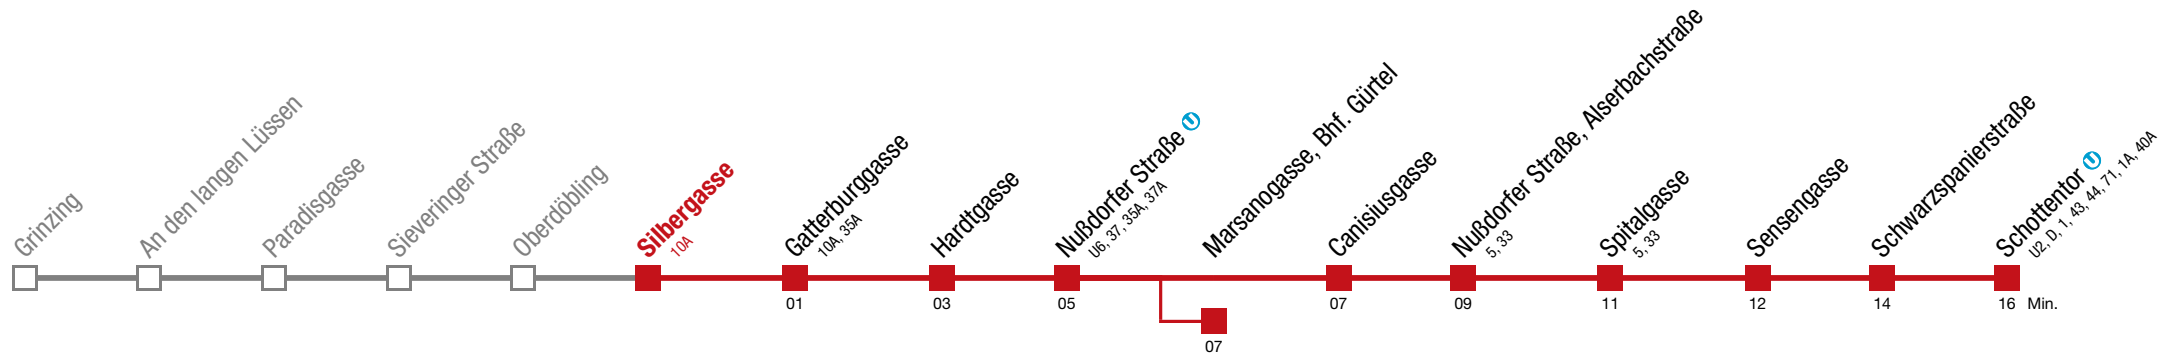 Grinzing
An den langen Lüssen
Paradisgasse
Sieveringer Straße
Oberdöbling
Silbergasse
10A
Gatterburggasse
10A, 35A
01
Hardtgasse
03
Nußdorfer Straße U
U6, 37, 35A, 37A
05
Marsanogasse, Bhf. Gürtel
07
Canisiusgasse
07
Nußdorfer Straße, Alserbachstraße
5, 33
09
Spitalgasse
5, 33
11
Sensengasse
12
Schwarzspanierstraße
14
Schottentor U
U2, D, 1, 43, 44, 71, 1A, 40A
16 Min.